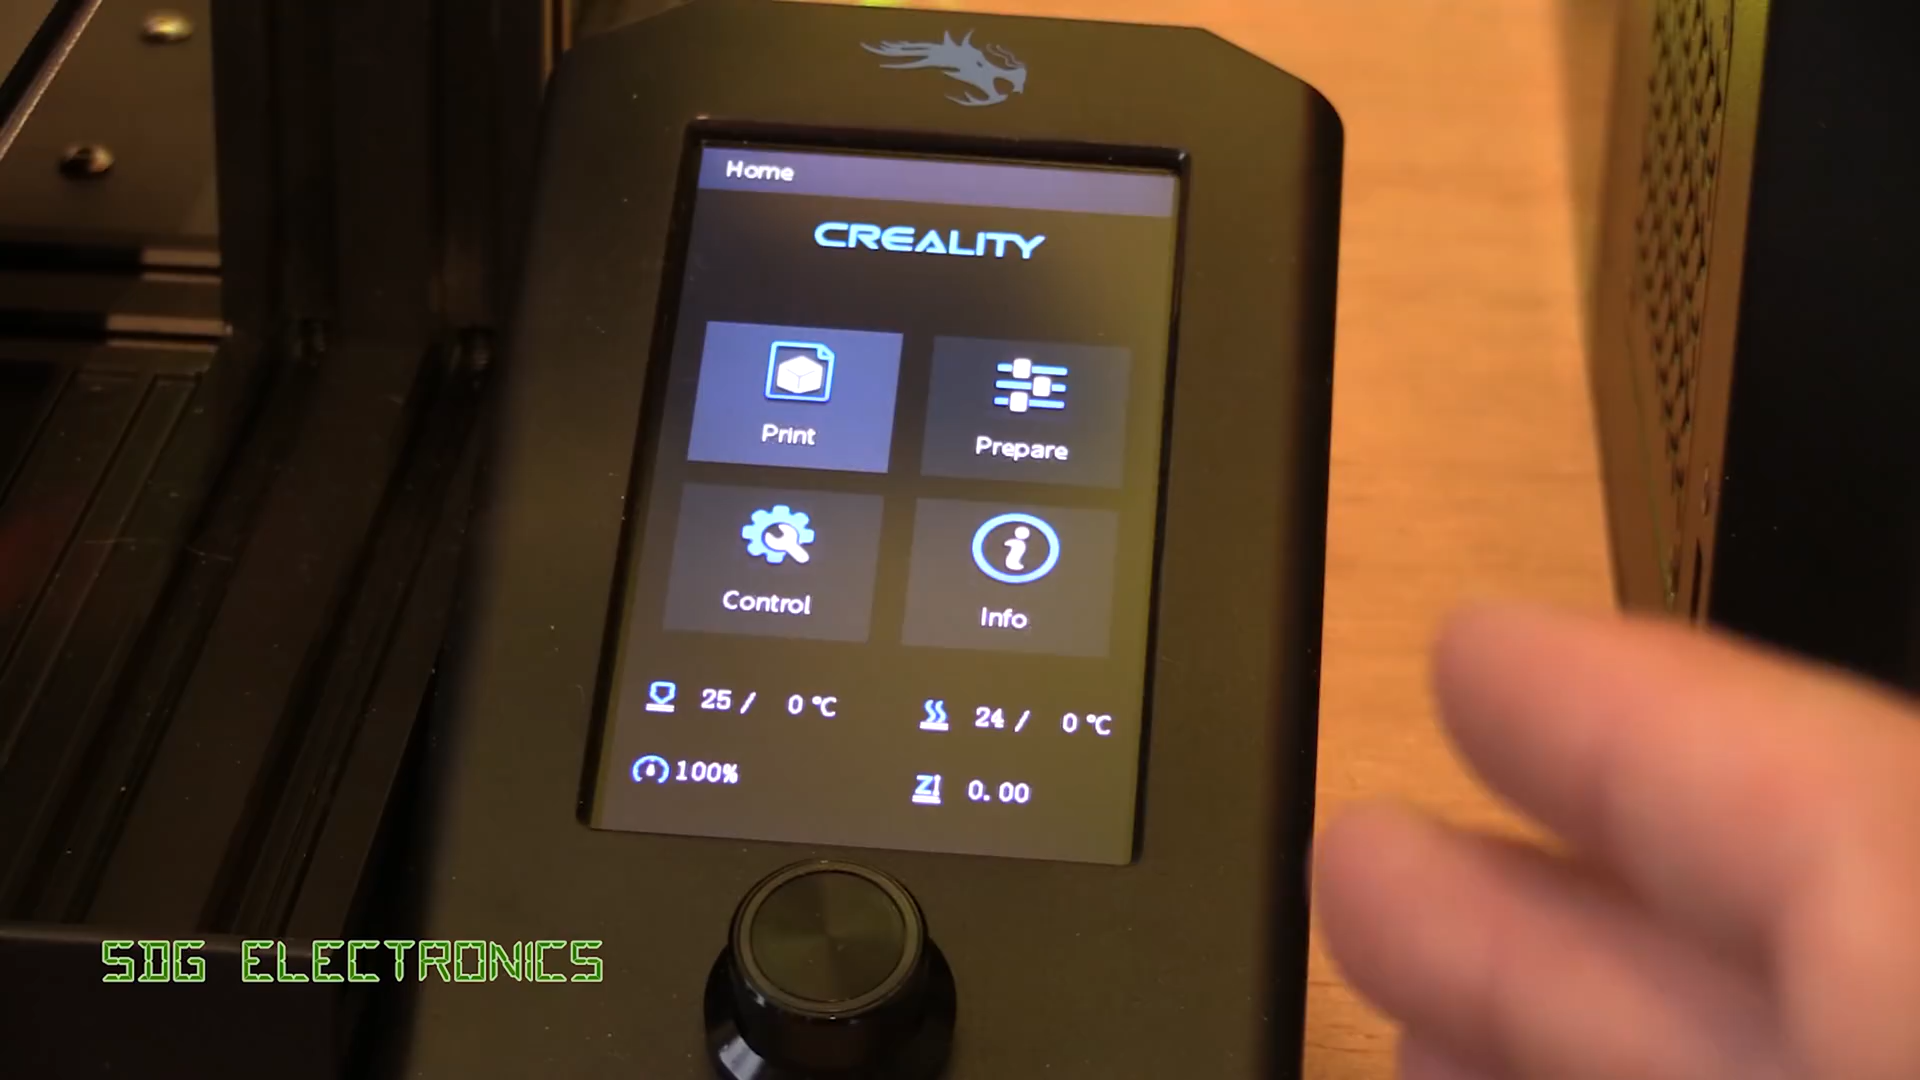 Home
CREALITY
Print
Prepare
Control
Info
25 / 0 °C
24 / 0 °C
100%
Z 0.00
SDG ELECTRONICS